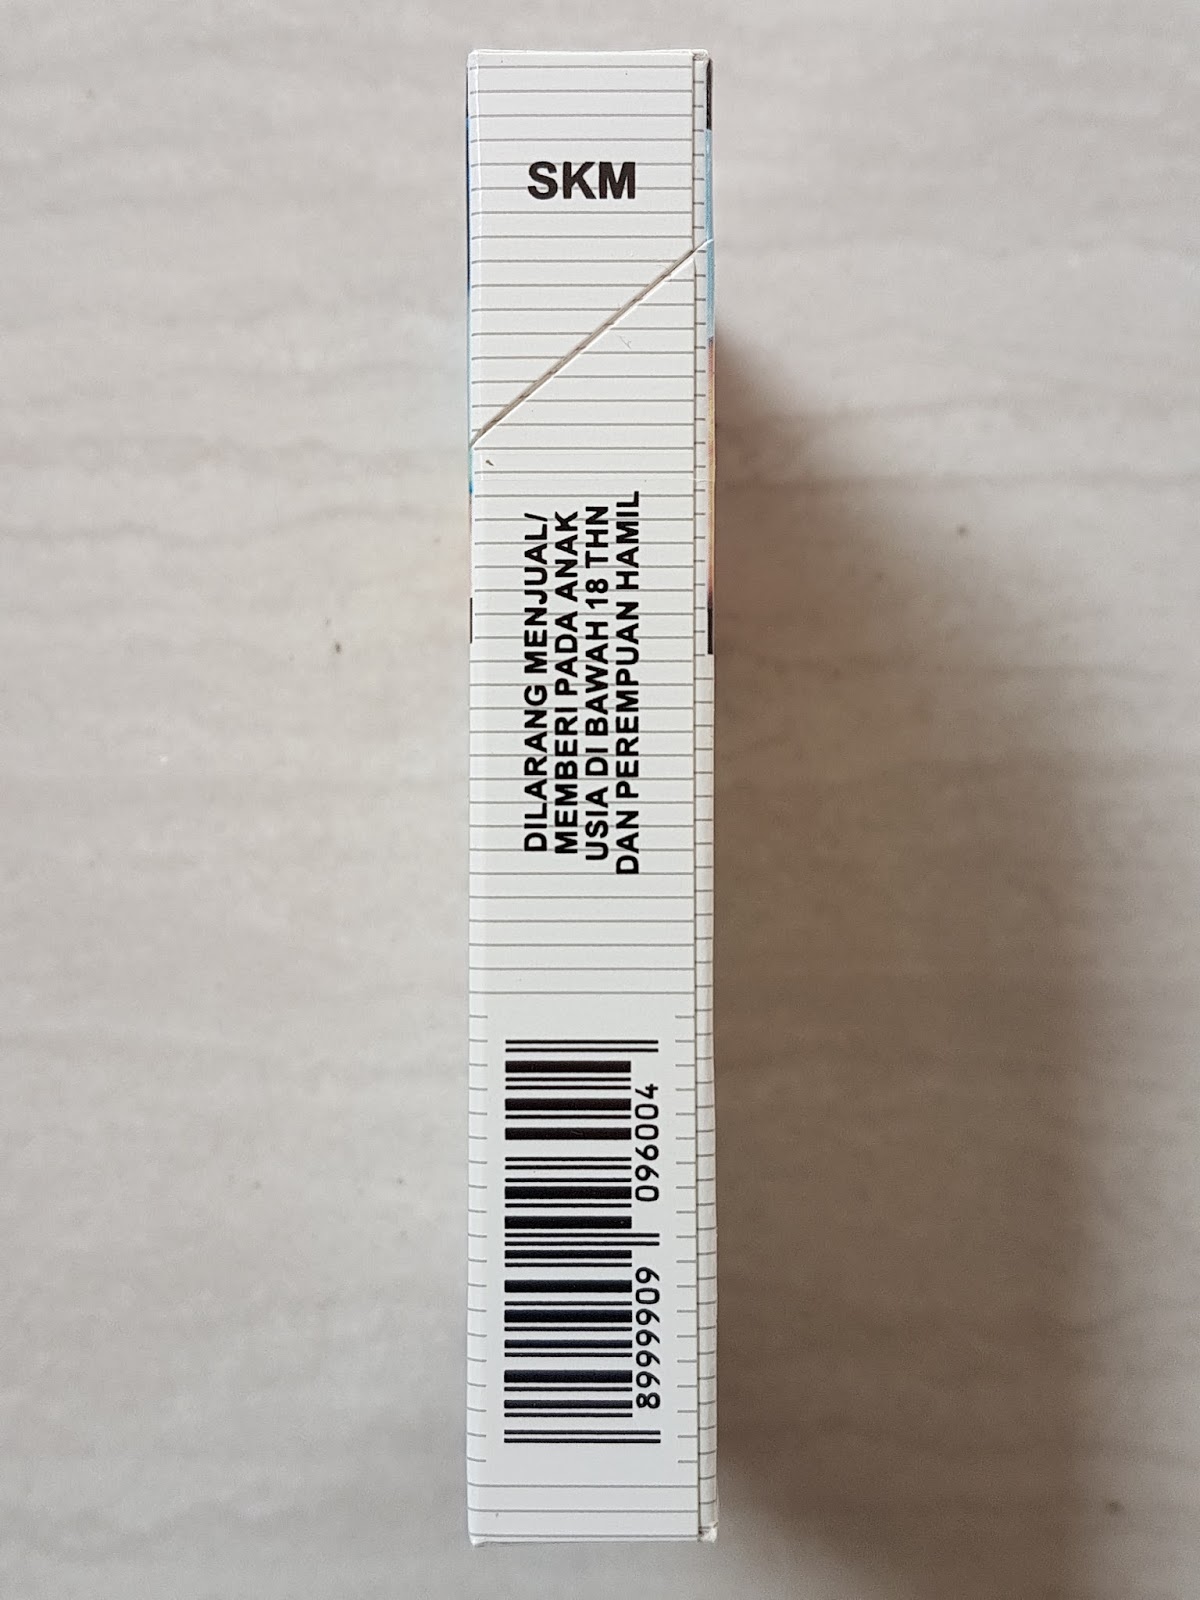 SKM
DILARANG MENJUAL/
MEMBERI PADA ANAK
USIA DI BAWAH 18 THN
DAN PEREMPUAN HAMIL
8999909 096004